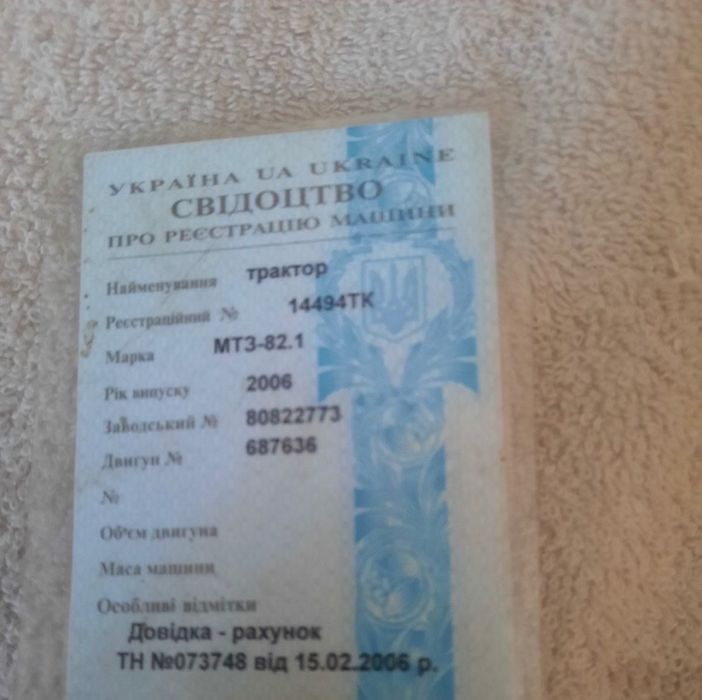 УКРАЇНА UA UKRAINE
СВІДОЦТВО
ПРО РЕЄСТРАЦІЮ МАШИНИ
Найменування трактор
Реєстраційний № 14494ТК
Марка МТЗ-82.1
Рік випуску 2006
Заводський № 80822773
Двигун № 687636
№
Об'єм двигуна
Маса машини
Особливі відмітки
Довідка - рахунок
ТН №073748 від 15.02.2006 р.